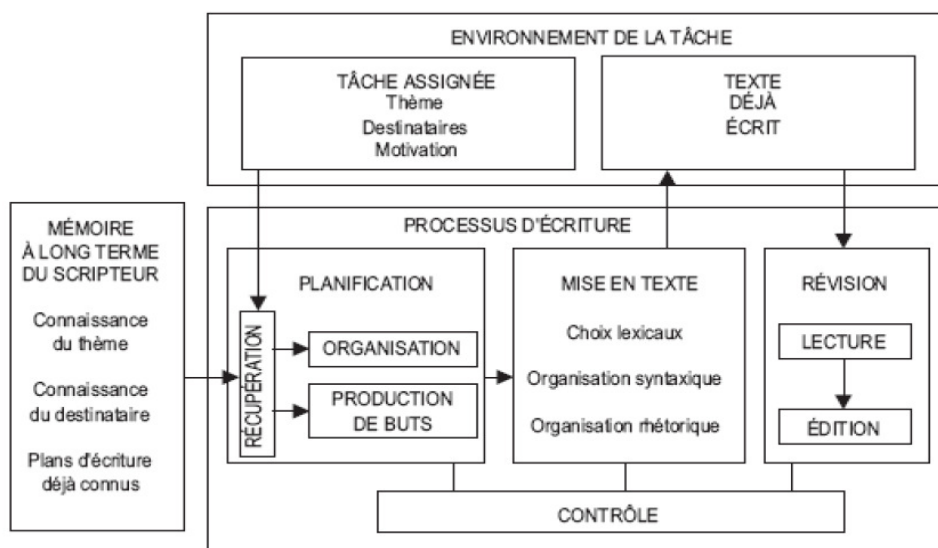 ENVIRONNEMENT DE LA TÂCHE
TÂCHE ASSIGNÉE
Thème
Destinataires
Motivation
TEXTE
DÉJÀ
ÉCRIT
MÉMOIRE
À LONG TERME
DU SCRIPTEUR
Connaissance
du thème
Connaissance
du destinataire
Plans d'écriture
déjà connus
PROCESSUS D'ÉCRITURE
PLANIFICATION
RÉCUPÉRATION
ORGANISATION
PRODUCTION
DE BUTS
MISE EN TEXTE
Choix lexicaux
Organisation syntaxique
Organisation rhétorique
RÉVISION
LECTURE
ÉDITION
CONTRÔLE